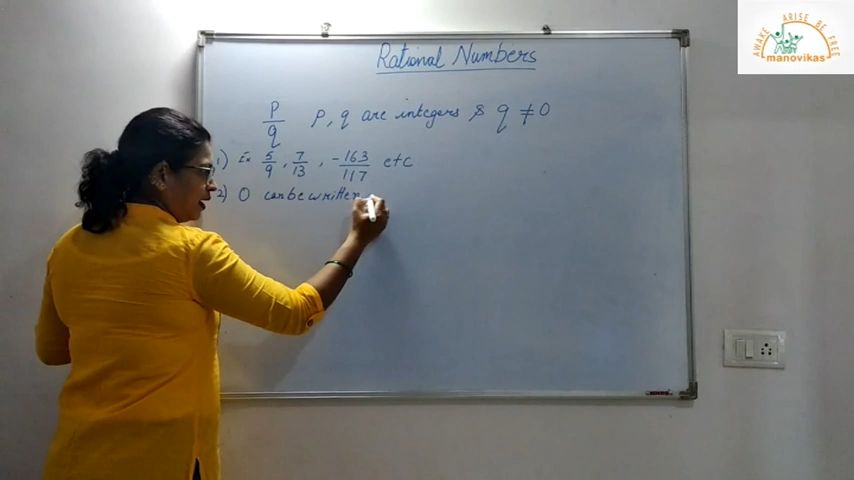 AWAKE ARISE BE FREE
manovikas
Rational Numbers
P/q P, q are integers & q ≠ 0
1) Ex 5/9, 7/13, -163/117 etc
2) 0 can be written